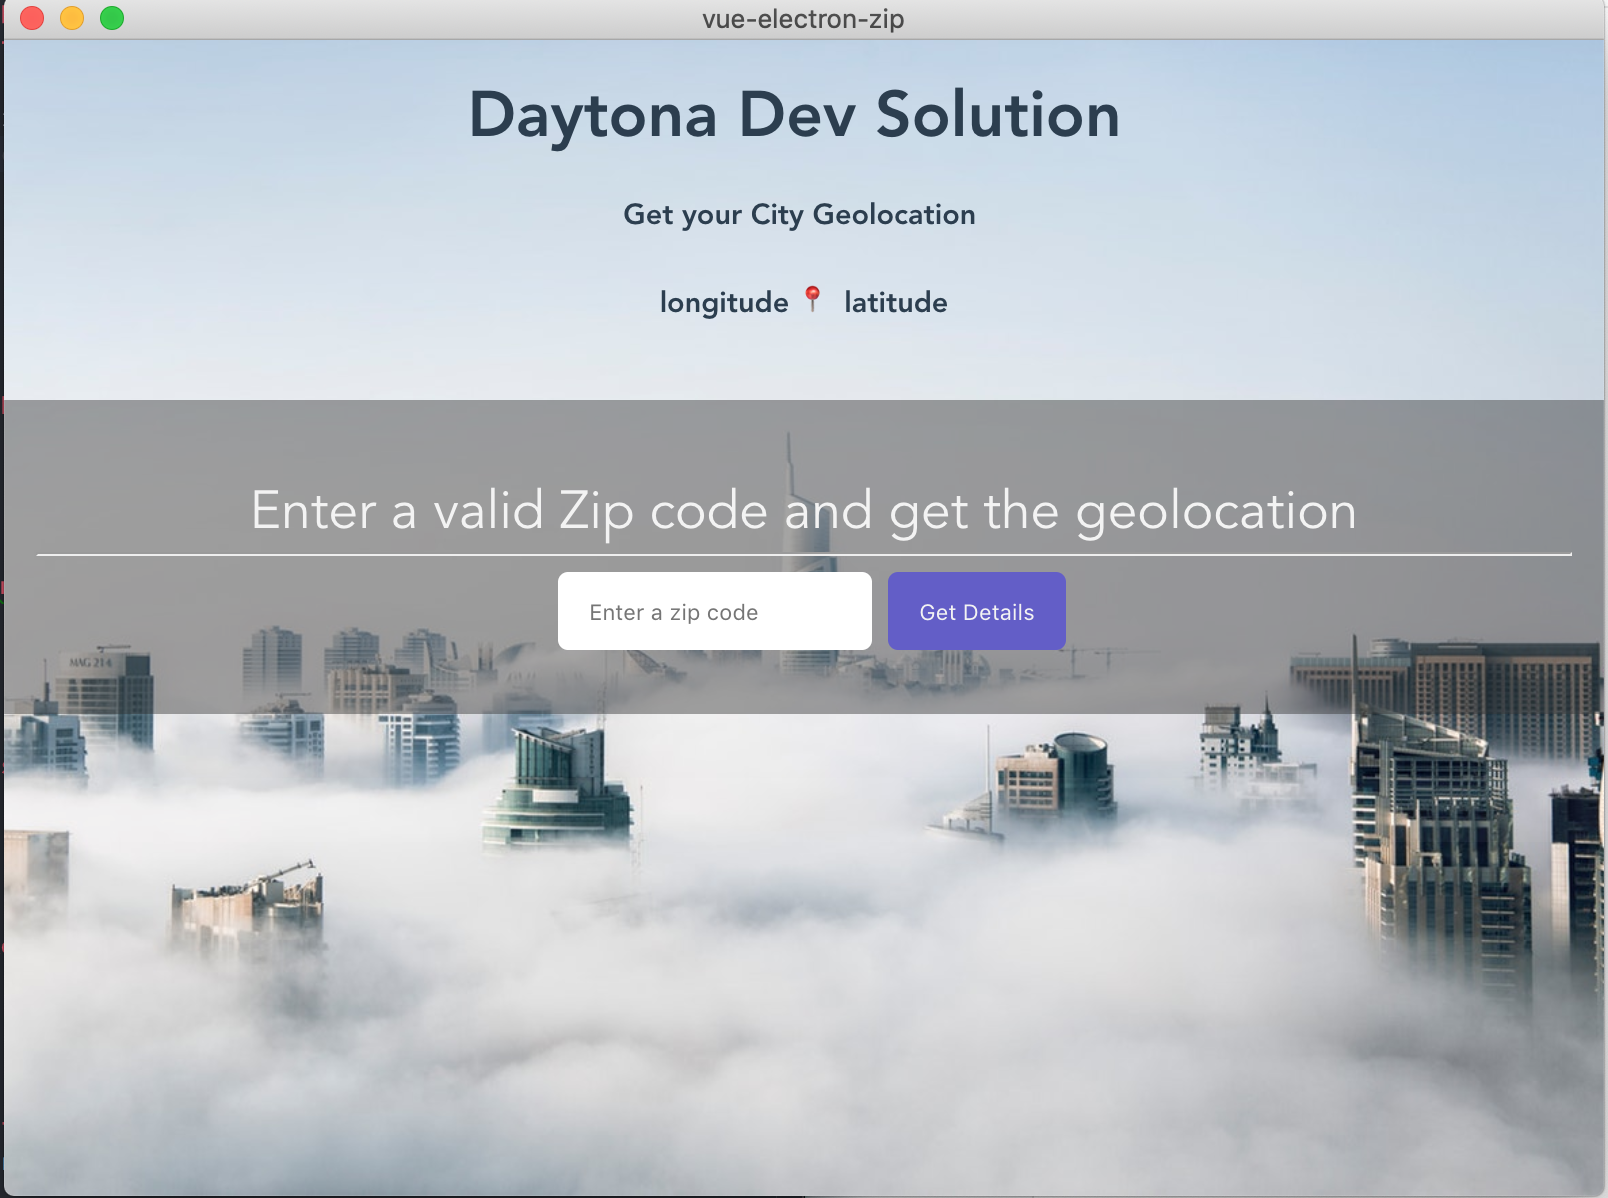 vue-electron-zip
Daytona Dev Solution
Get your City Geolocation
longitude 📍 latitude
Enter a valid Zip code and get the geolocation
Enter a zip code
Get Details
MAG 214